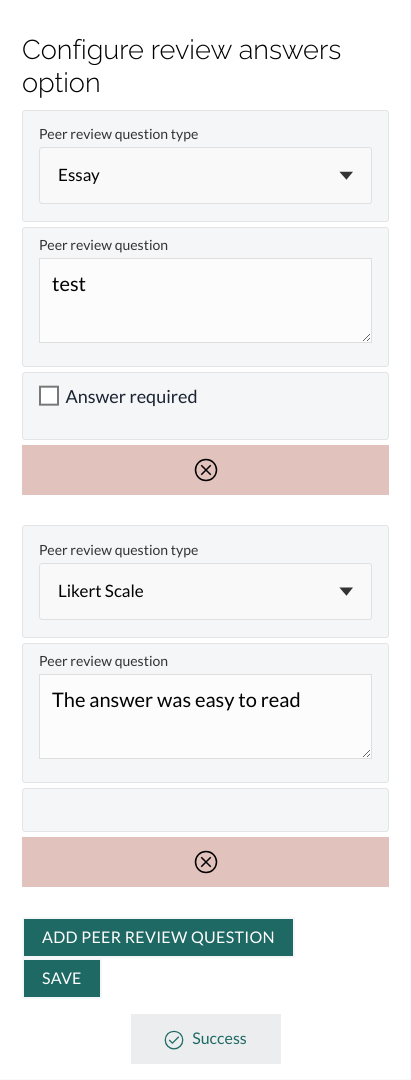 Configure review answers
option
Peer review question type
Essay
Peer review question
test
Answer required
Peer review question type
Likert Scale
Peer review question
The answer was easy to read
ADD PEER REVIEW QUESTION
SAVE
Success